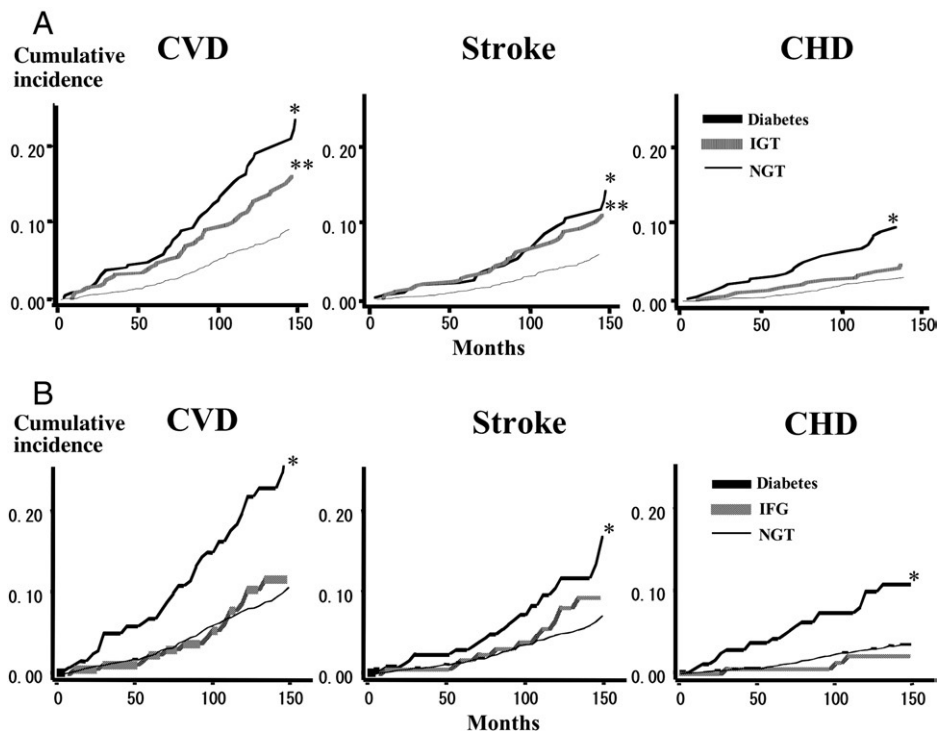 A
CVD
Stroke
CHD
Cumulative
incidence
*
**
*
**
*
Diabetes
IGT
NGT
0.20
0.10
0.00
0.20
0.10
0.00
0.20
0.10
0.00
0 50 100 150
0 50 100 150
0 50 100 150
Months
B
CVD
Stroke
CHD
Cumulative
incidence
*
*
*
Diabetes
IFG
NGT
0.20
0.10
0.00
0.20
0.10
0.00
0.20
0.10
0.00
0 50 100 150
0 50 100 150
0 50 100 150
Months